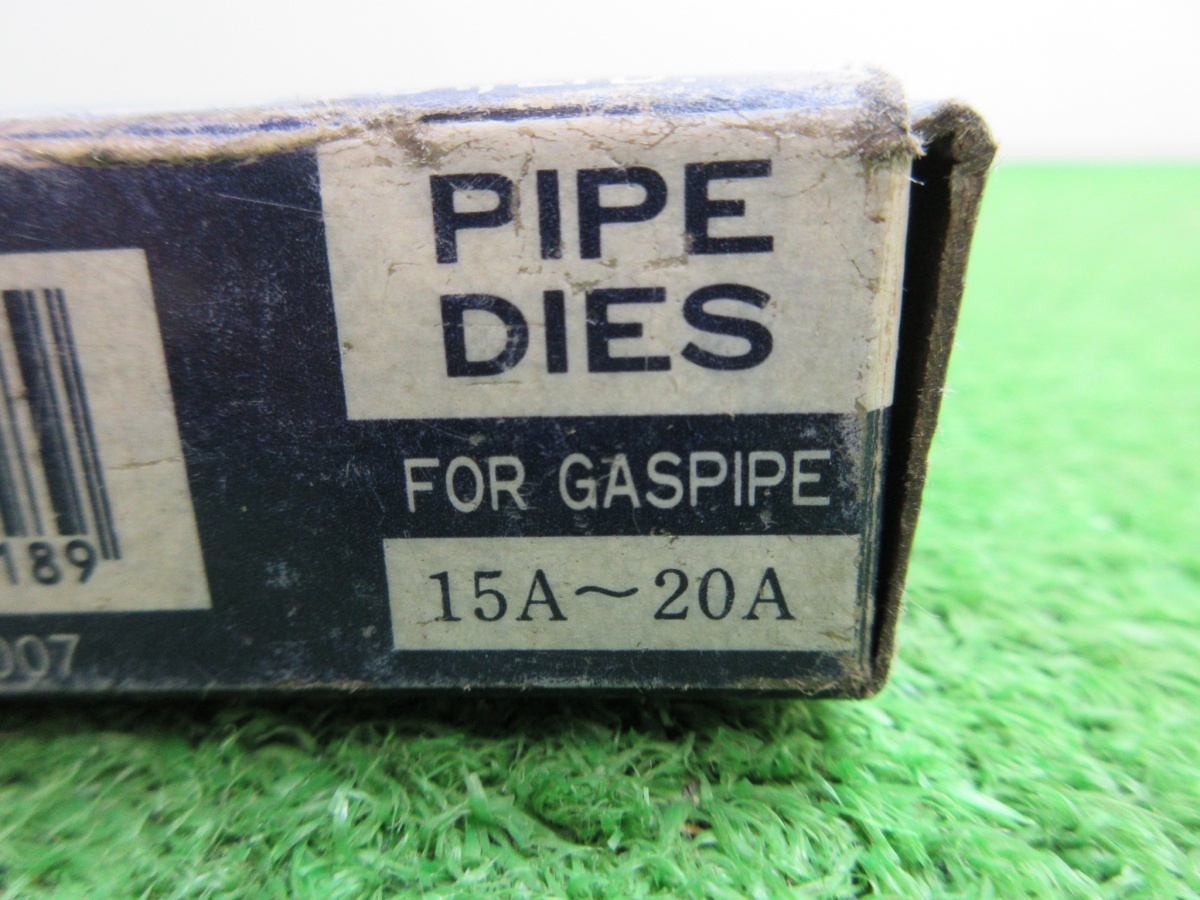 PIPE
DIES
FOR GASPIPE
15A～20A
189
007